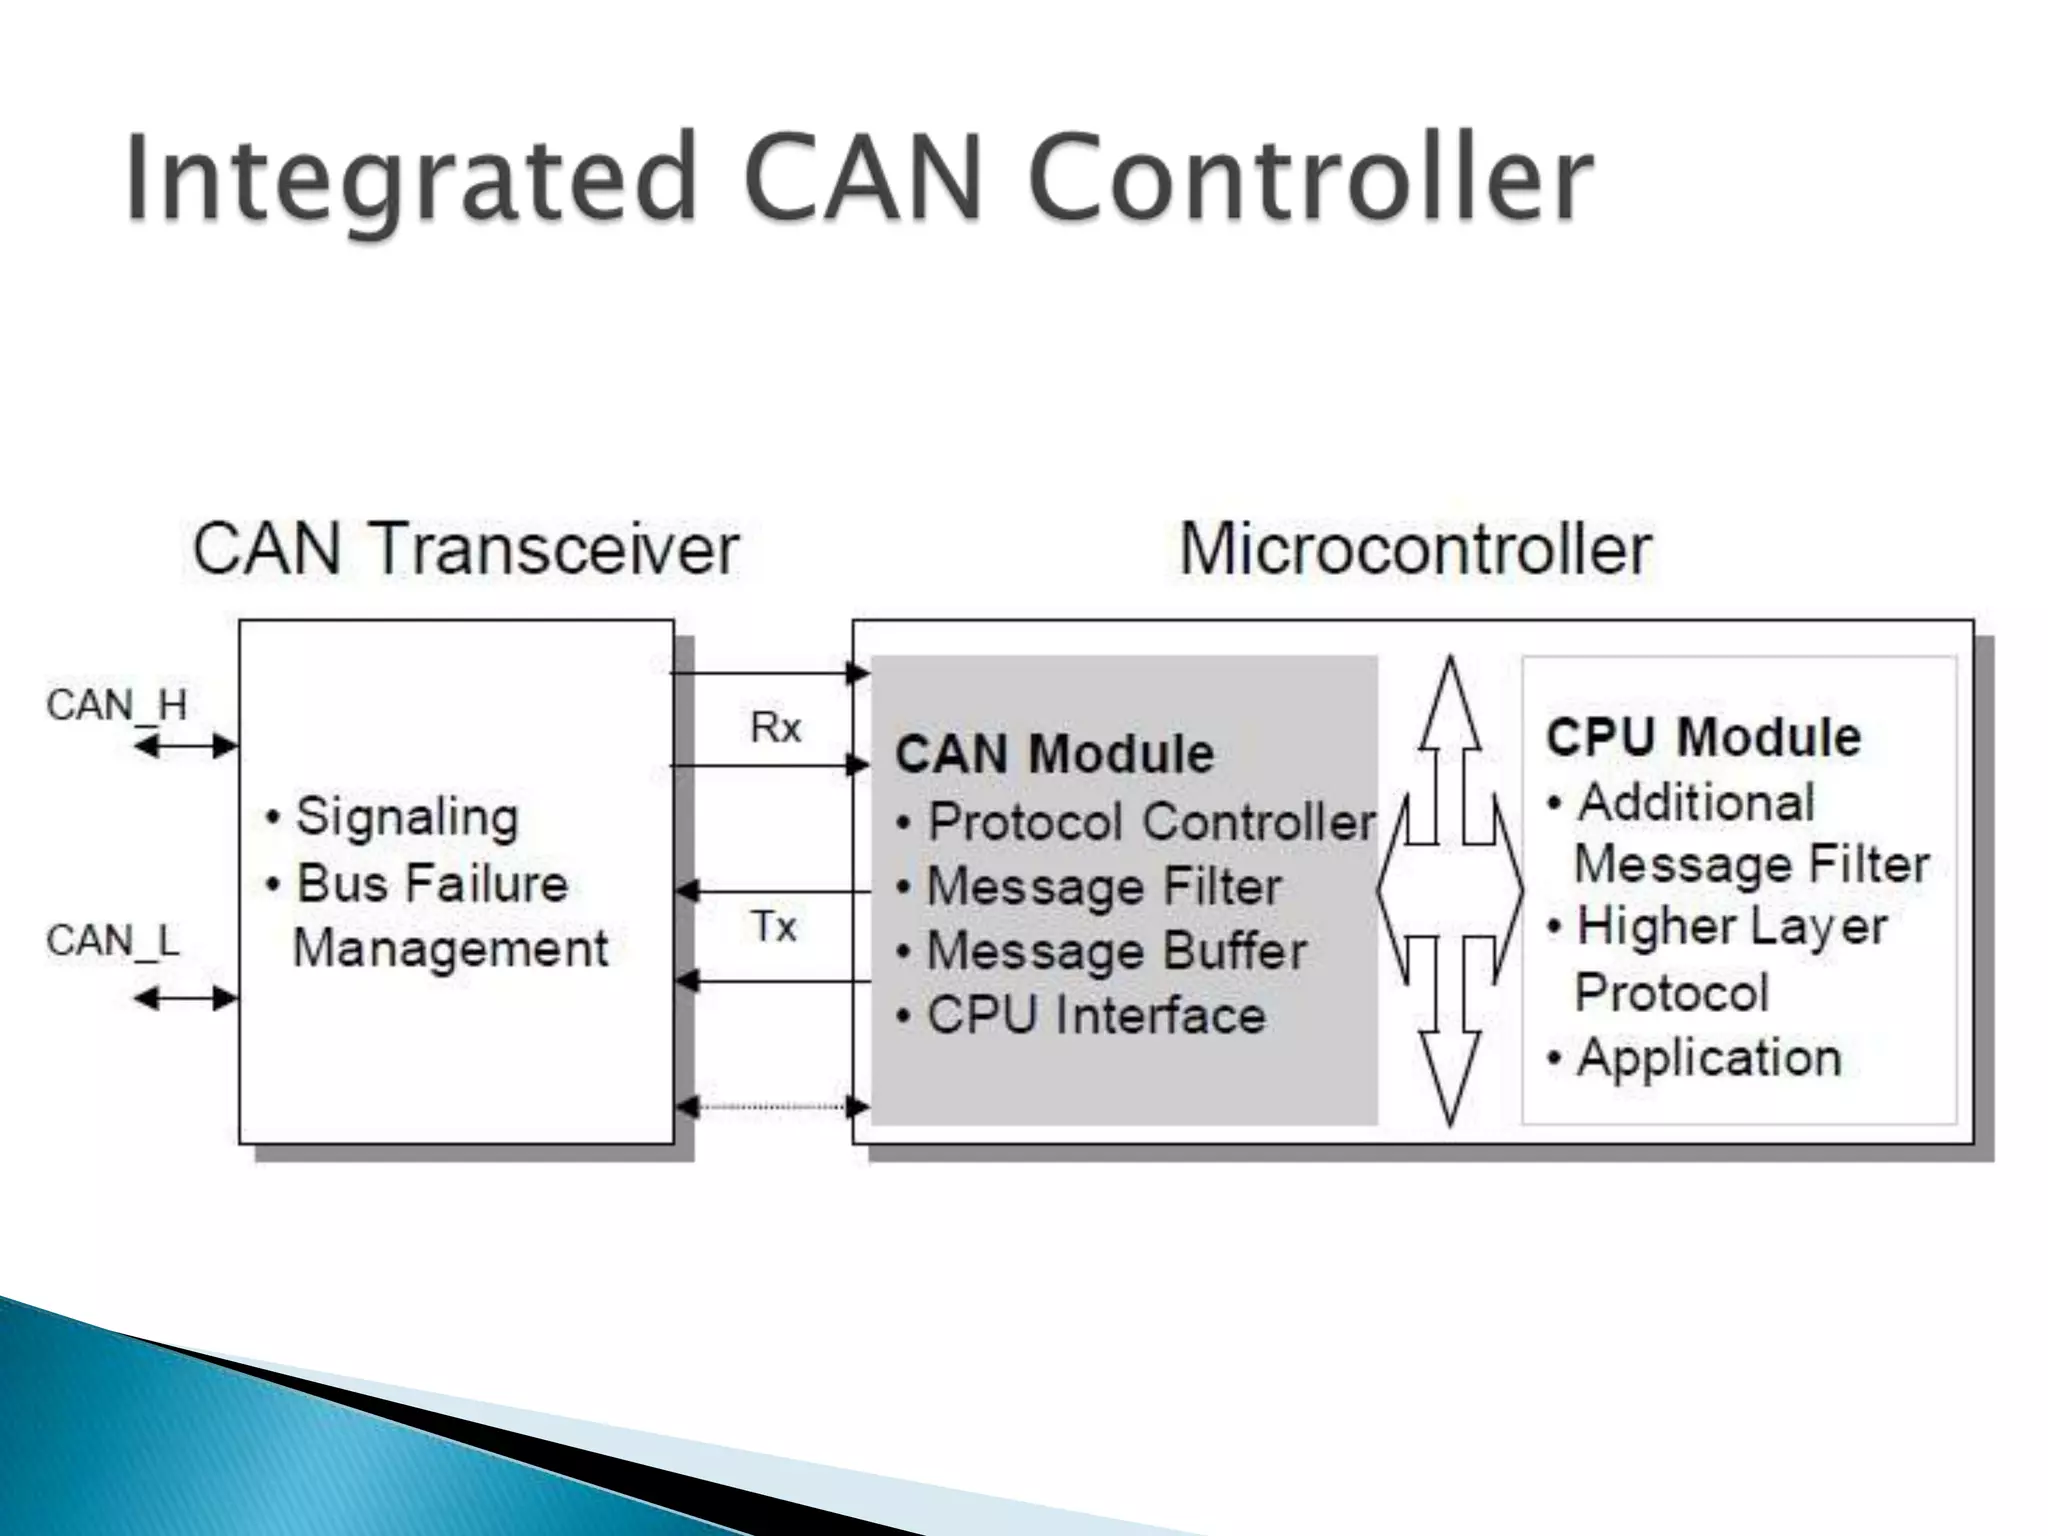 Integrated CAN Controller
CAN Transceiver
Microcontroller
CAN_H
CAN_L
• Signaling
• Bus Failure
Management
Rx
Tx
CAN Module
• Protocol Controller
• Message Filter
• Message Buffer
• CPU Interface
CPU Module
• Additional
Message Filter
• Higher Layer
Protocol
• Application